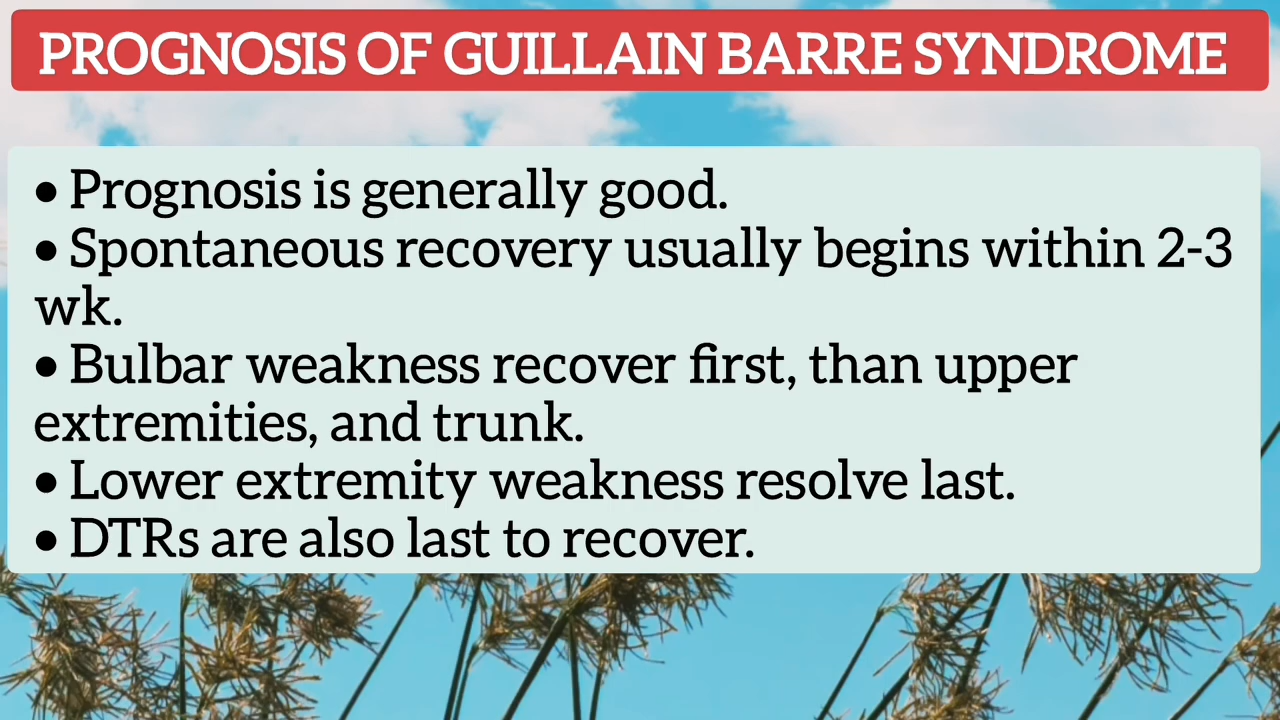 PROGNOSIS OF GUILLAIN BARRE SYNDROME
• Prognosis is generally good.
• Spontaneous recovery usually begins within 2-3
wk.
• Bulbar weakness recover first, than upper
extremities, and trunk.
• Lower extremity weakness resolve last.
• DTRs are also last to recover.